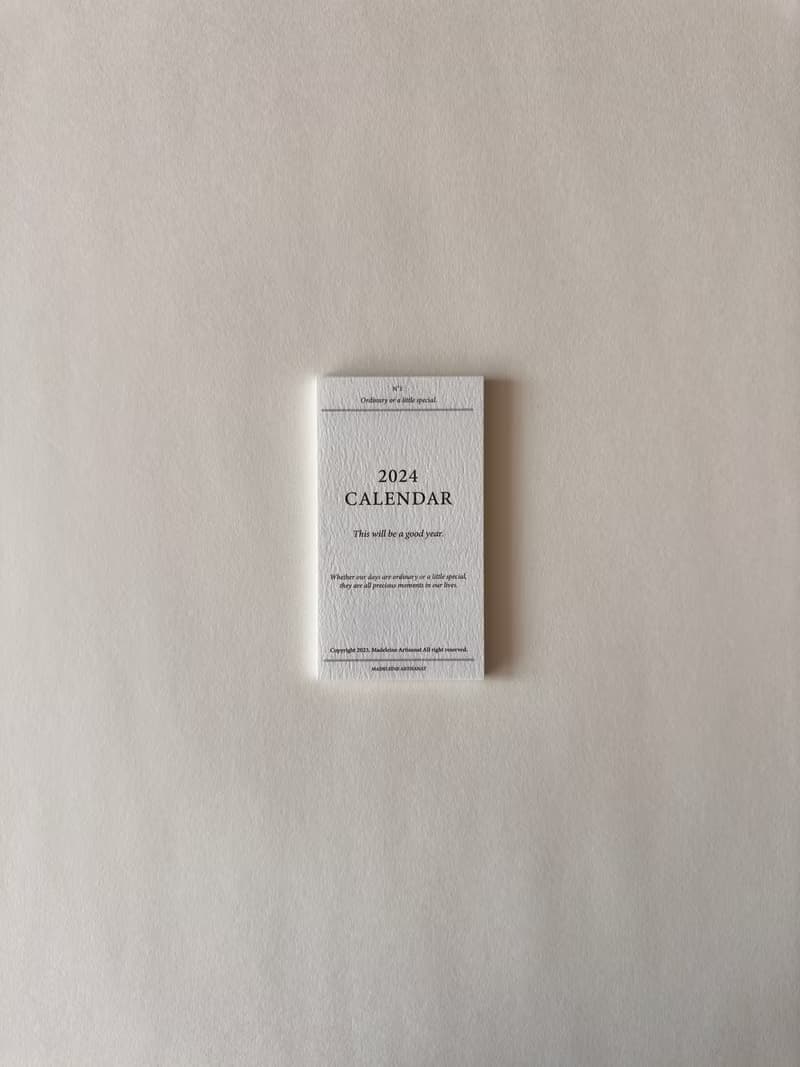 N°1
Ordinary or a little special.
2024
CALENDAR
This will be a good year.
Whether our days are ordinary or a little special,
they are all precious moments in our lives.
Copyright 2023. Madeleine Artisanat All right reserved.
MADELEINE ARTISANAT